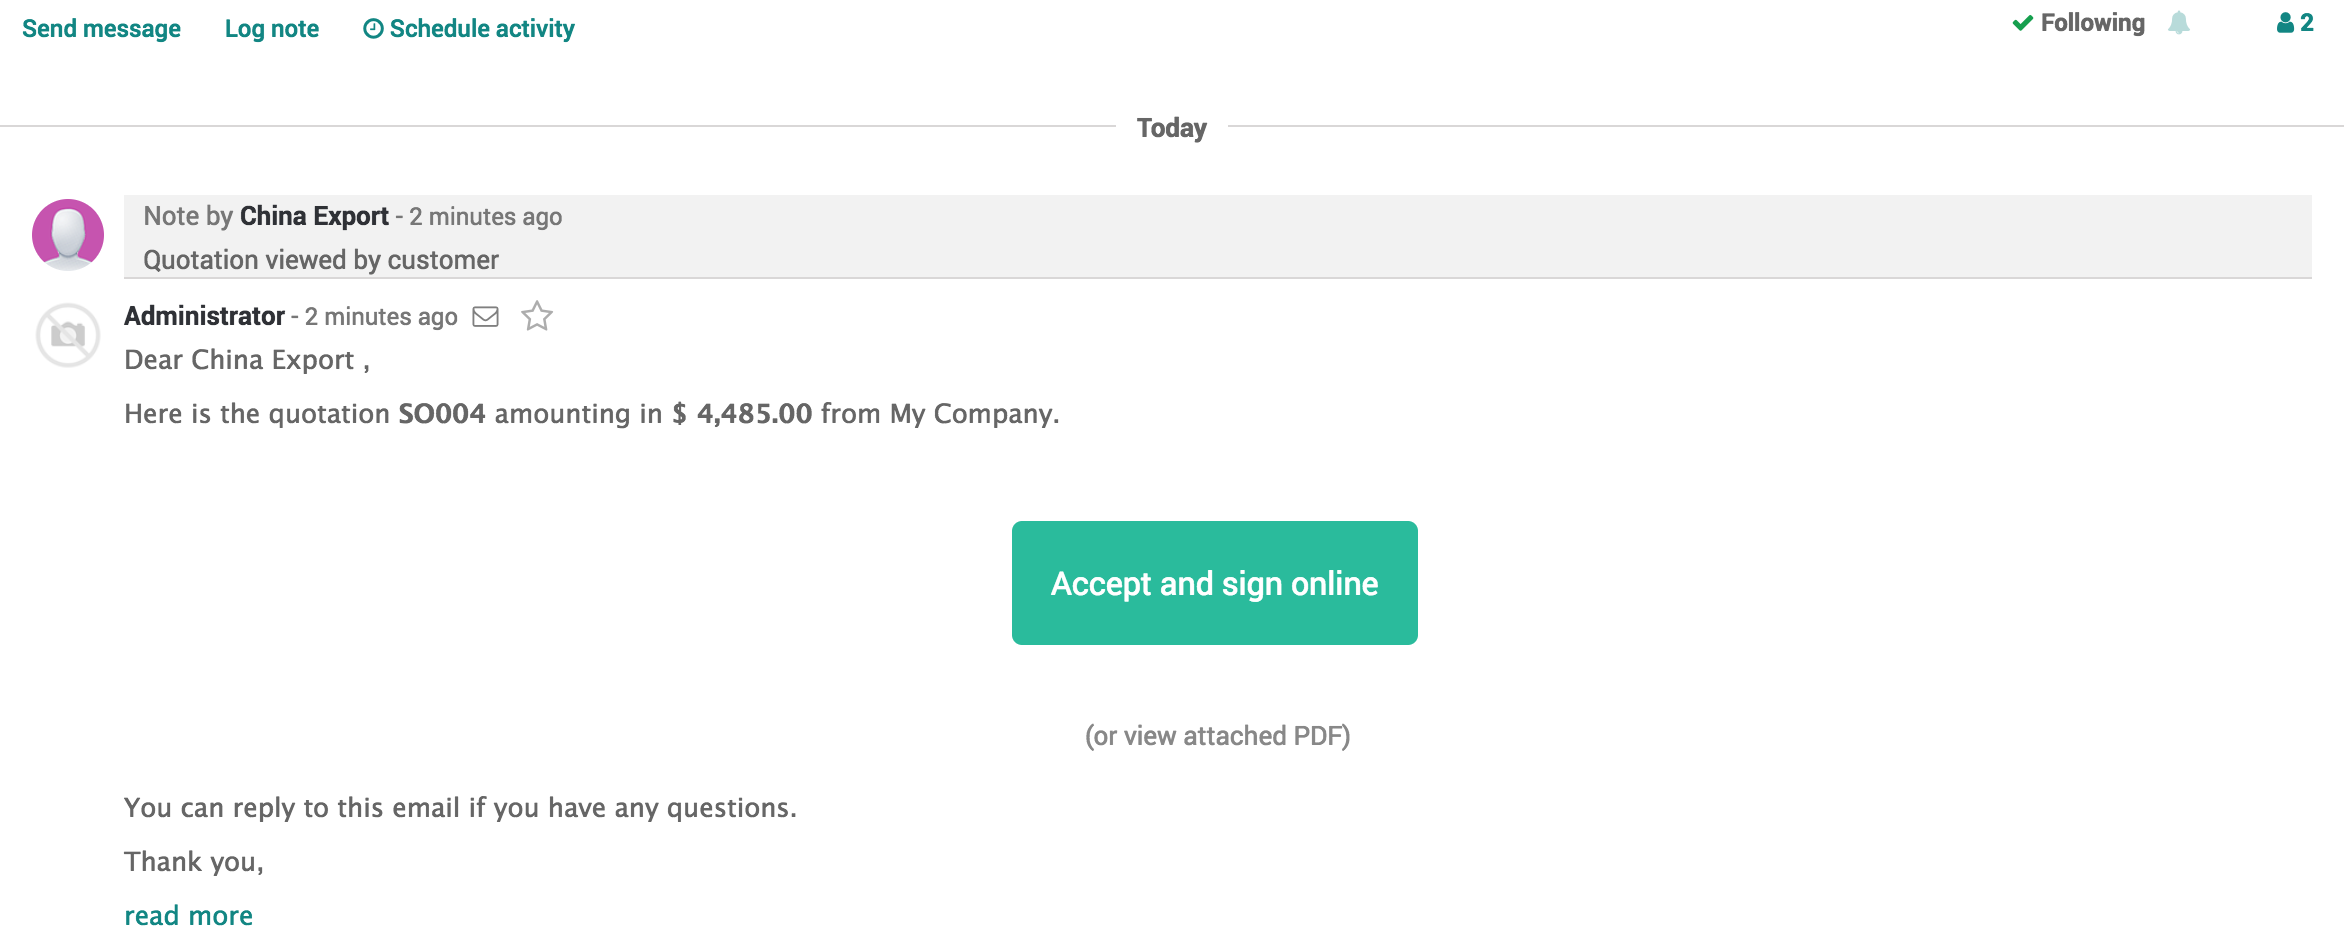 Send message Log note Schedule activity Following 2
Today
Note by China Export - 2 minutes ago
Quotation viewed by customer
Administrator - 2 minutes ago
Dear China Export ,
Here is the quotation SO004 amounting in $ 4,485.00 from My Company.
Accept and sign online
(or view attached PDF)
You can reply to this email if you have any questions.
Thank you,
read more